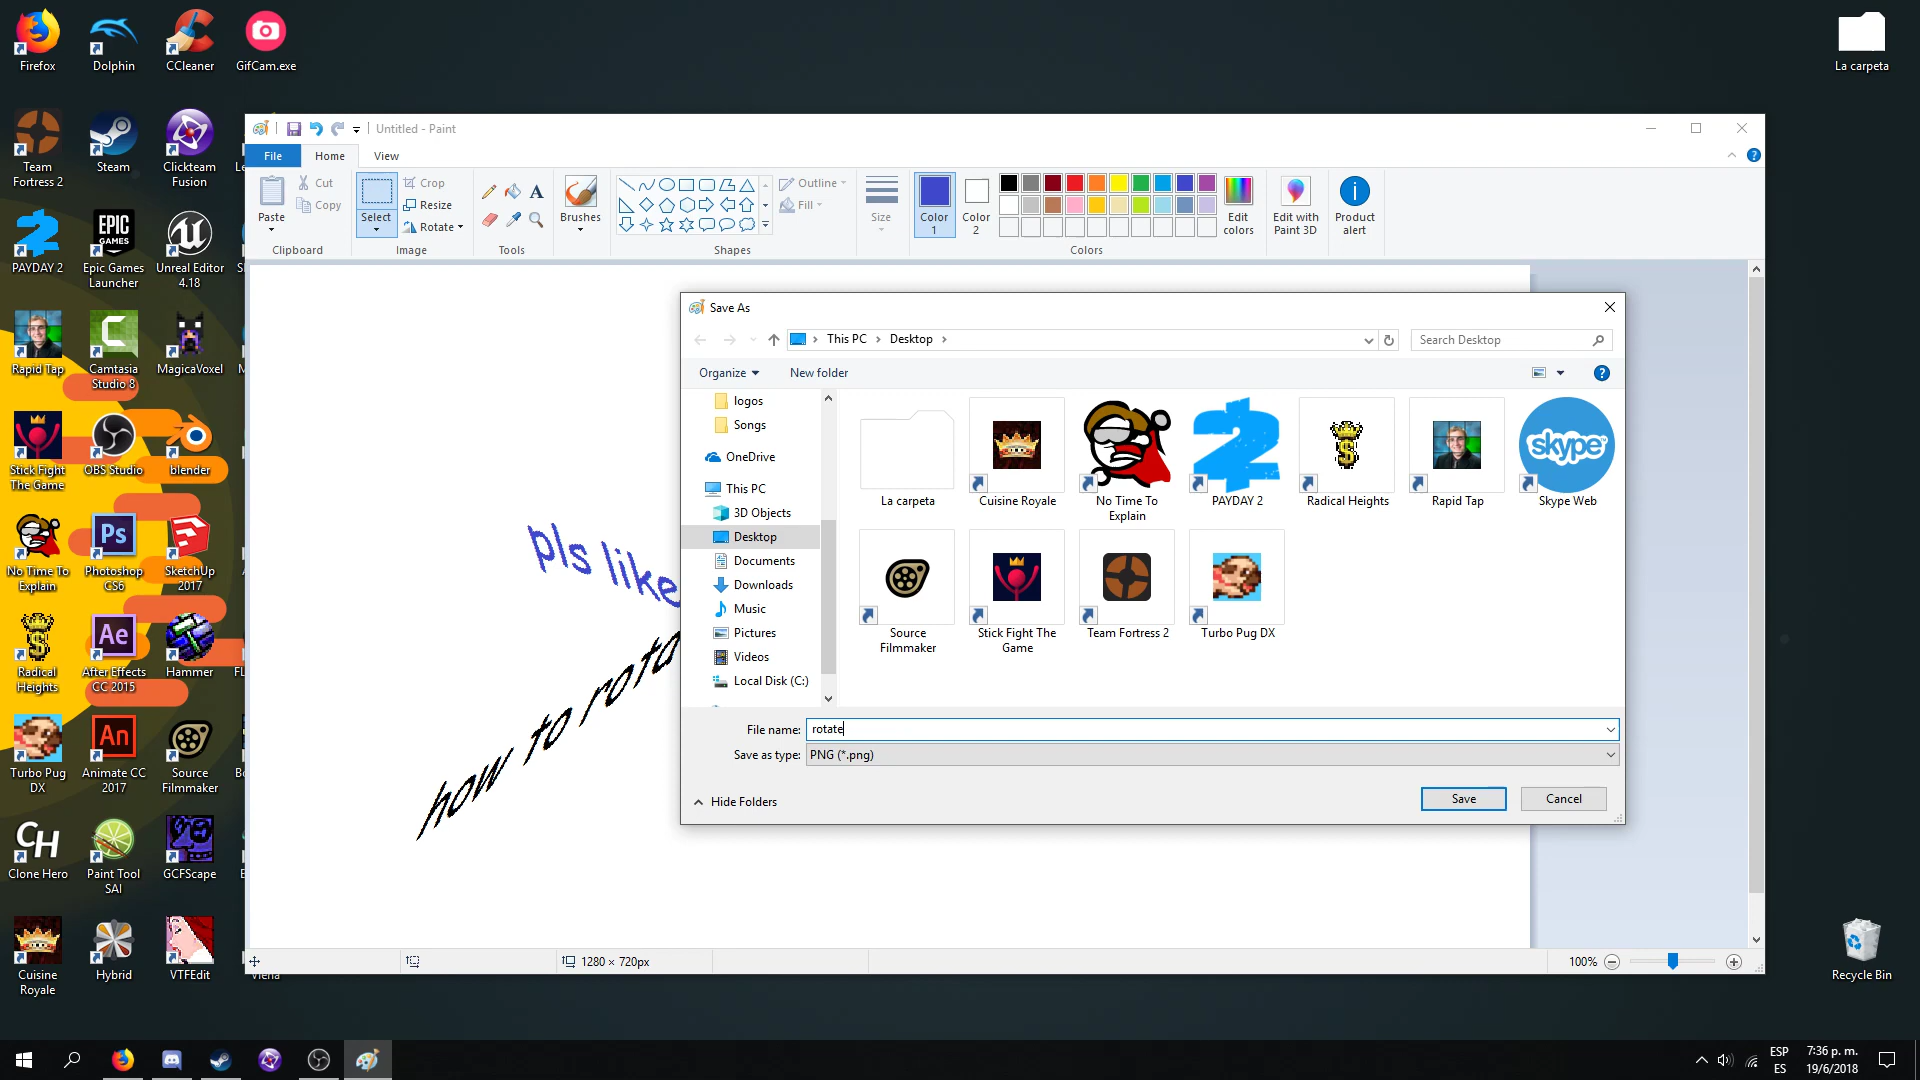 Firefox
Dolphin
CCleaner
GifCam.exe
La carpeta
Team
Fortress 2
Steam
Clickteam
Fusion
PAYDAY 2
EPIC
GAMES
Epic Games
Launcher
Unreal Editor
4.18
Rapid Tap
Camtasia
Studio 8
MagicaVoxel
Stick Fight
The Game
OBS Studio
blender
No Time To
Explain
Ps
Photoshop
CS6
SketchUp
2017
Radical
Heights
Ae
After Effects
CC 2015
Hammer
Turbo Pug
DX
An
Animate CC
2017
Source
Filmmaker
CH
Clone Hero
Paint Tool
SAI
GCFScape
Cuisine
Royale
Hybrid
VTFEdit
Untitled - Paint
File
Home
View
Paste
Cut
Copy
Clipboard
Select
Crop
Resize
Rotate
Image
A
Tools
Brushes
Outline
Fill
Shapes
Size
Color
1
Color
2
Edit
colors
Colors
Edit with
Paint 3D
Product
alert
pls like
how to rota
Save As
This PC
Desktop
Search Desktop
Organize
New folder
logos
Songs
OneDrive
This PC
3D Objects
Desktop
Documents
Downloads
Music
Pictures
Videos
Local Disk (C:)
La carpeta
Cuisine Royale
No Time To
Explain
PAYDAY 2
Radical Heights
Rapid Tap
skype
Skype Web
Source
Filmmaker
Stick Fight The
Game
Team Fortress 2
Turbo Pug DX
File name: rotate
Save as type: PNG (*.png)
Hide Folders
Save
Cancel
1280 × 720px
100%
Recycle Bin
ESP
ES
7:36 p. m.
19/6/2018